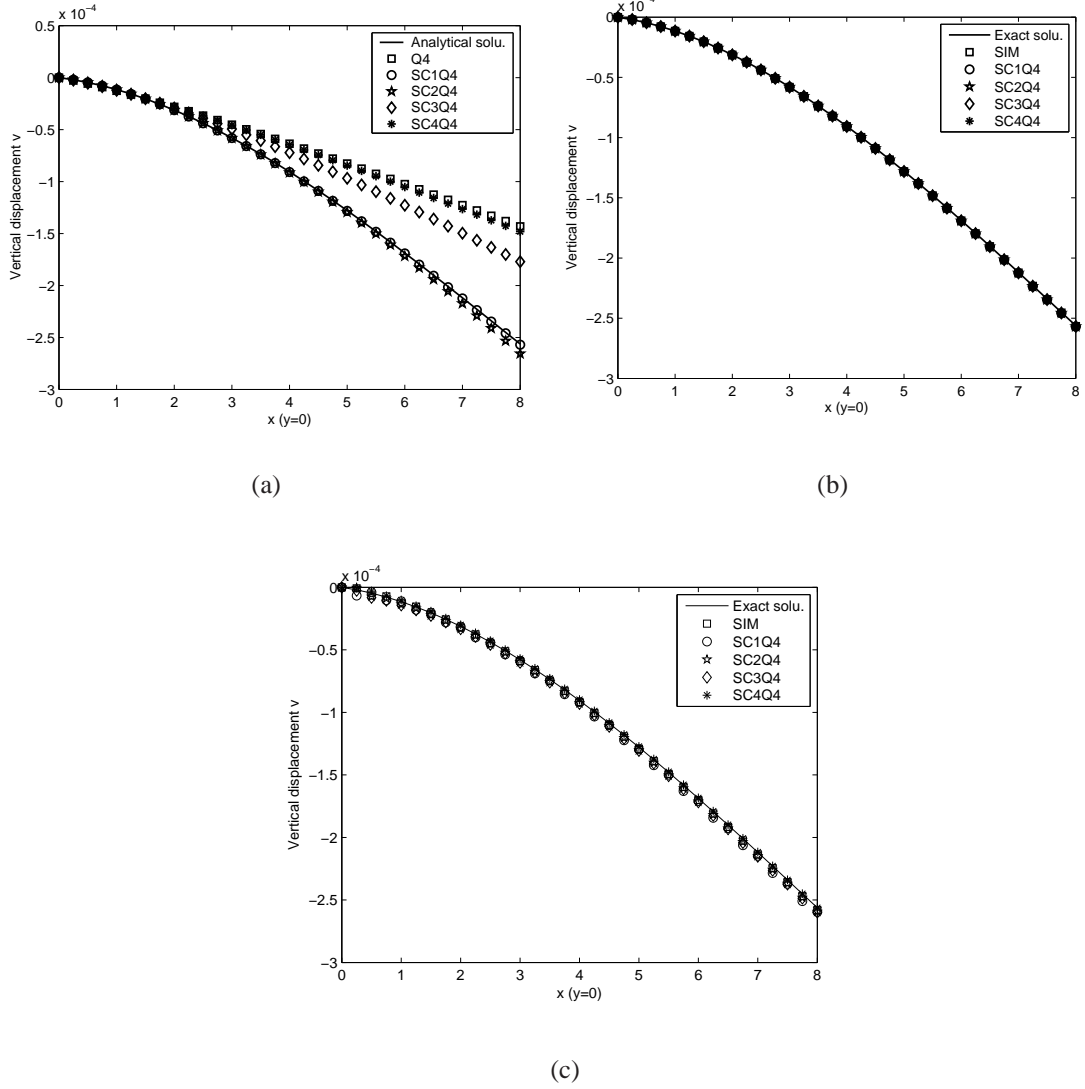 x 10−4
0.5
0
−0.5
−1
−1.5
−2
−2.5
−3
0 1 2 3 4 5 6 7 8
x (y=0)
Vertical displacement v
Analytical solu.
Q4
SC1Q4
SC2Q4
SC3Q4
SC4Q4
(a)
x 10−4
0
−0.5
−1
−1.5
−2
−2.5
−3
0 1 2 3 4 5 6 7 8
x (y=0)
Vertical displacement v
Exact solu.
SIM
SC1Q4
SC2Q4
SC3Q4
SC4Q4
(b)
x 10−4
0
−0.5
−1
−1.5
−2
−2.5
−3
0 1 2 3 4 5 6 7 8
x (y=0)
Vertical displacement v
Exact solu.
SIM
SC1Q4
SC2Q4
SC3Q4
SC4Q4
(c)